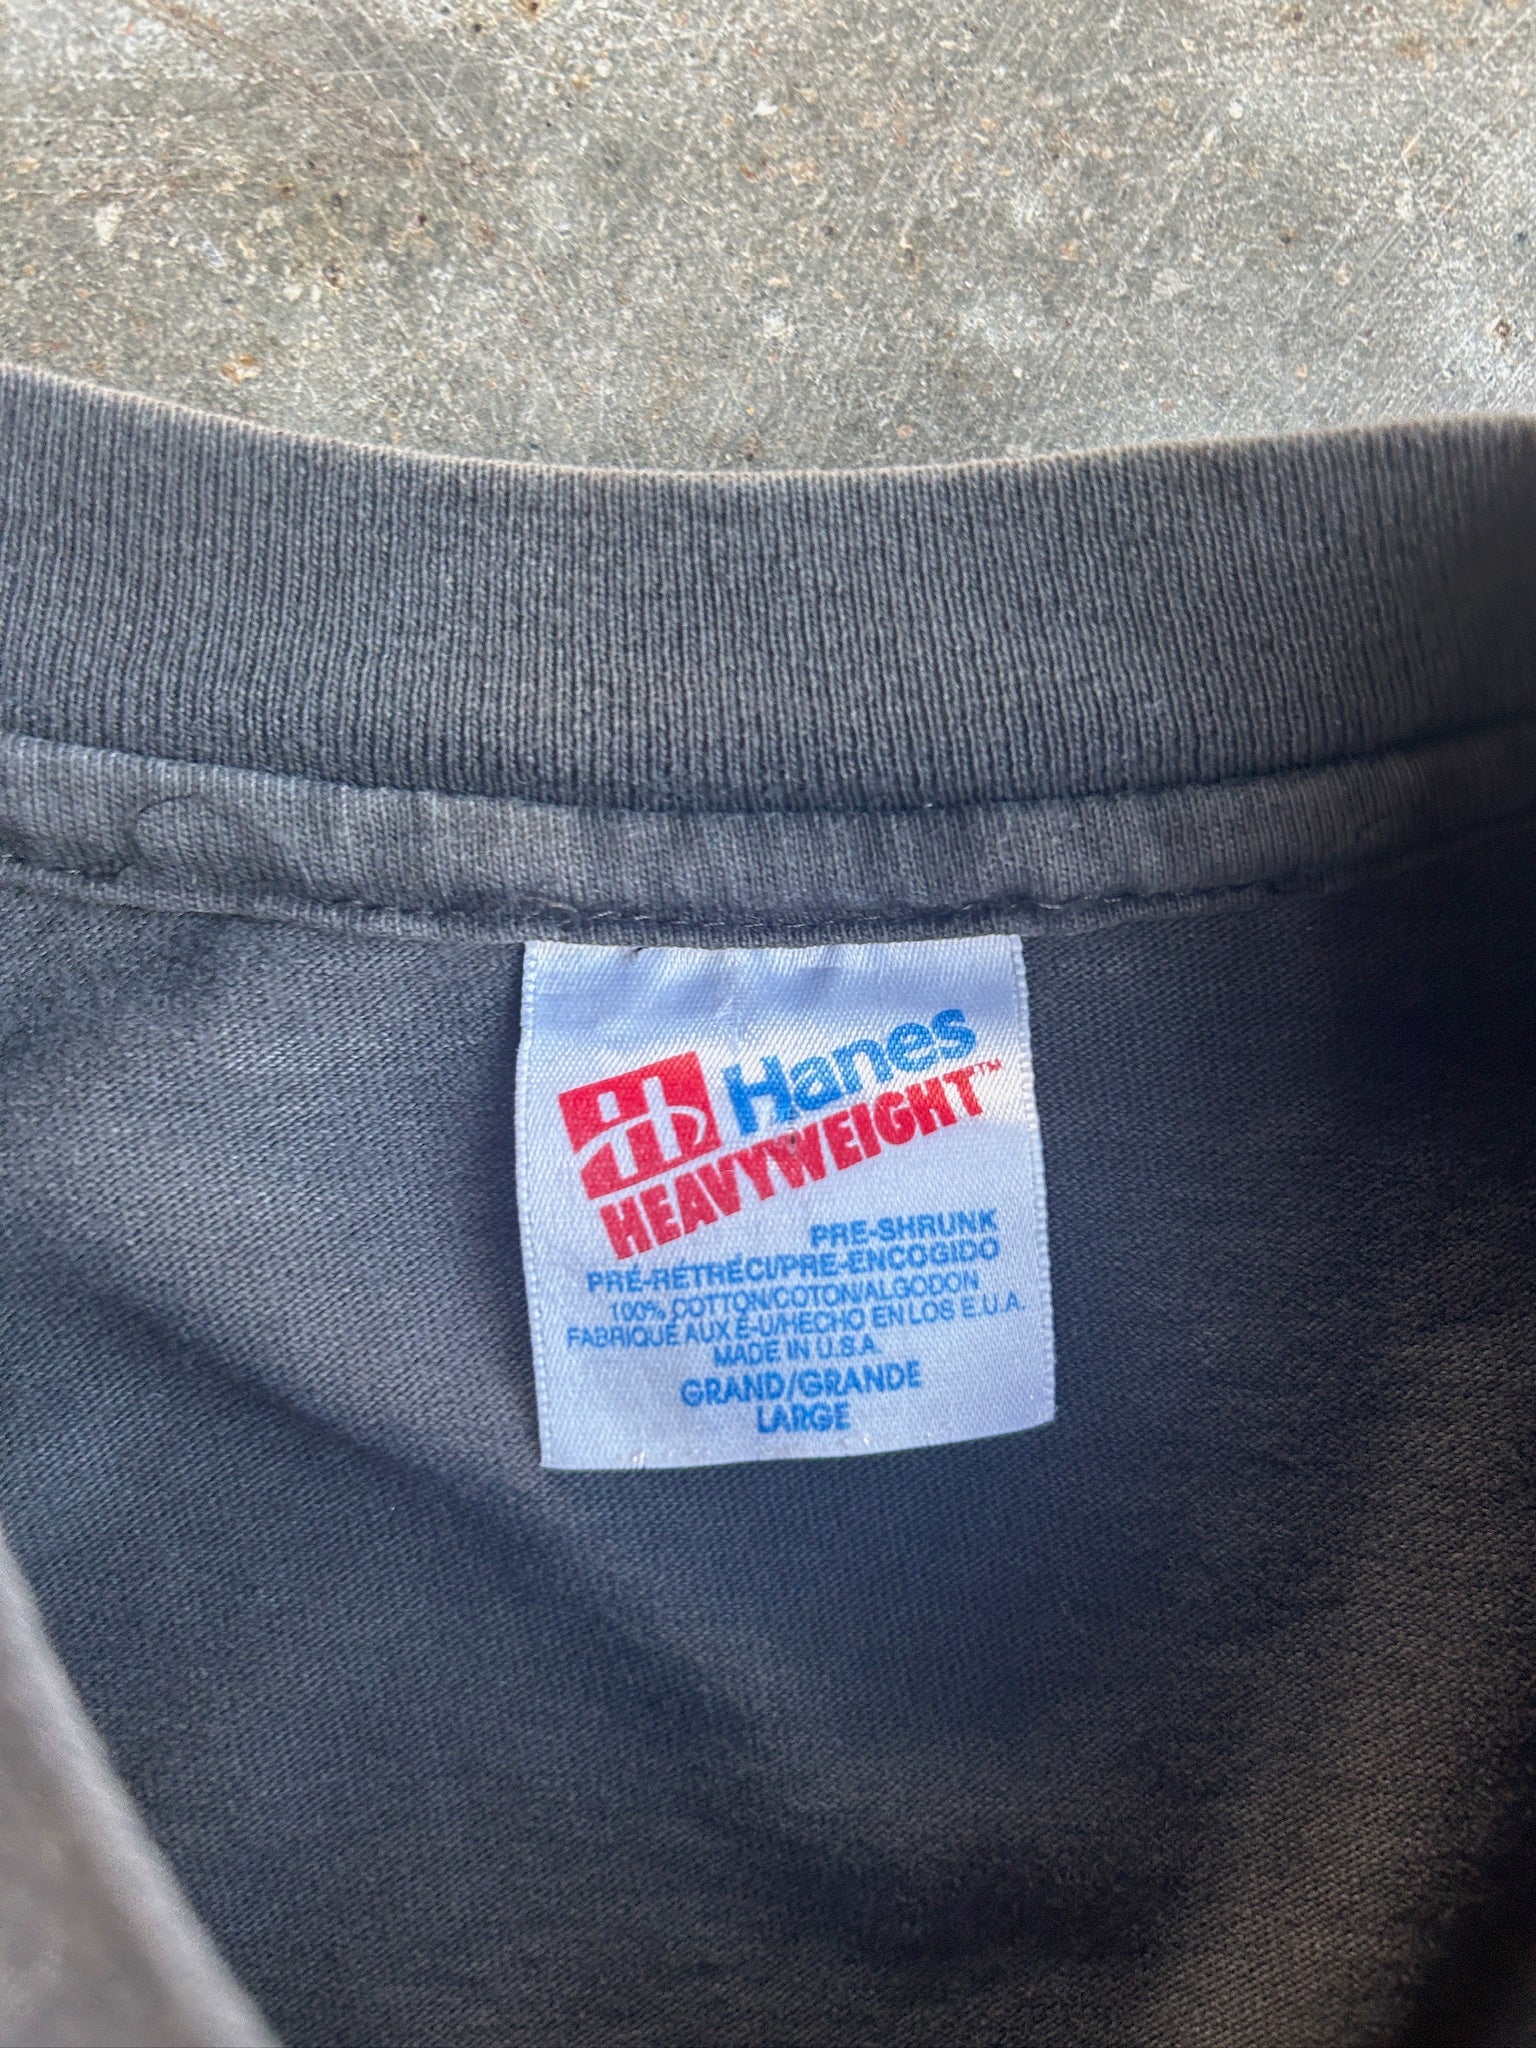 Hanes
HEAVYWEIGHT™
PRE-SHRUNK
PRÉ-RÉTRÉCI/PRE-ENCOGIDO
100% COTTON/COTON/ALGODON
FABRIQUÉ AUX É-U/HECHO EN LOS E.U.A.
MADE IN U.S.A.
GRAND/GRANDE
LARGE